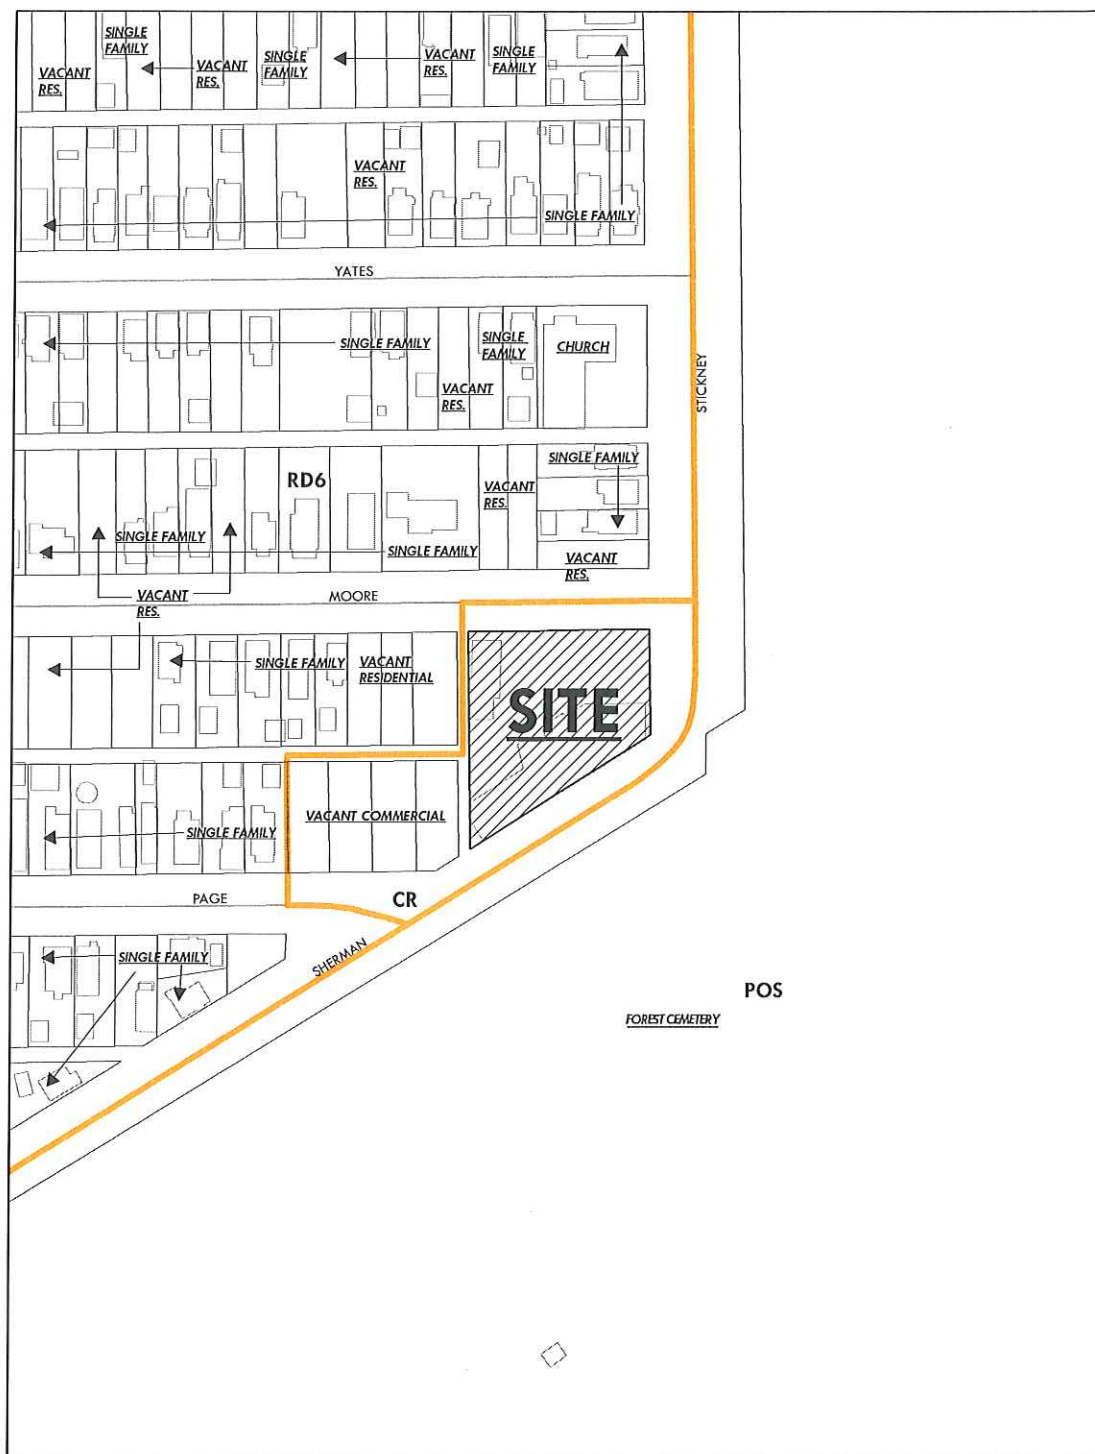 SINGLE
FAMILY
VACANT
RES.
VACANT
RES.
SINGLE
FAMILY
VACANT
RES.
SINGLE
FAMILY
VACANT
RES.
SINGLE FAMILY
YATES
SINGLE FAMILY
SINGLE
FAMILY
CHURCH
VACANT
RES.
STICKNEY
RD6
SINGLE FAMILY
VACANT
RES.
SINGLE FAMILY
SINGLE FAMILY
VACANT
RES.
VACANT
RES.
MOORE
SINGLE FAMILY
VACANT
RESIDENTIAL
SITE
VACANT COMMERCIAL
SINGLE FAMILY
PAGE
CR
SHERMAN
SINGLE FAMILY
POS
FOREST CEMETERY